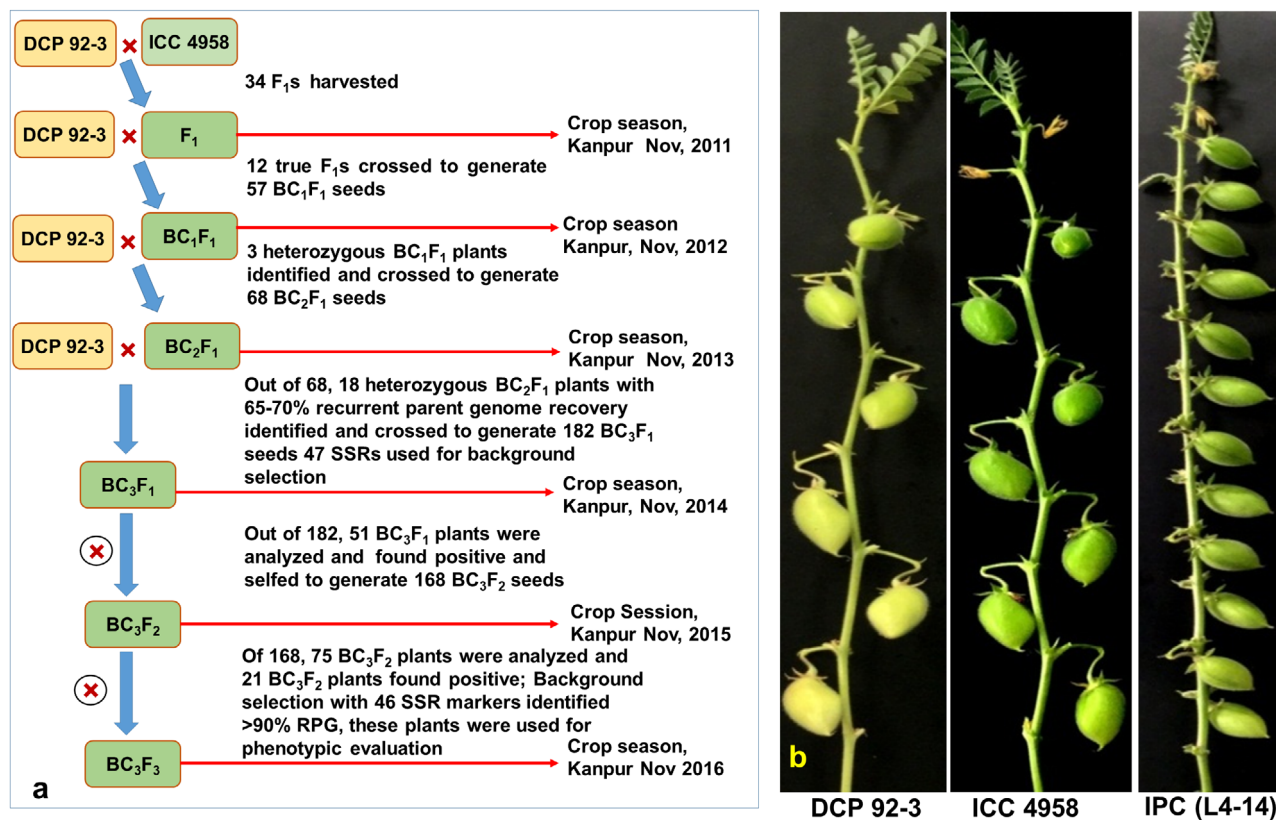 DCP 92-3 × ICC 4958
34 F₁s harvested
DCP 92-3 × F₁
Crop season,
Kanpur Nov, 2011
12 true F₁s crossed to generate
57 BC₁F₁ seeds
DCP 92-3 × BC₁F₁
Crop season
Kanpur, Nov, 2012
3 heterozygous BC₁F₁ plants
identified and crossed to generate
68 BC₂F₁ seeds
DCP 92-3 × BC₂F₁
Crop season,
Kanpur Nov, 2013
Out of 68, 18 heterozygous BC₂F₁ plants with
65-70% recurrent parent genome recovery
identified and crossed to generate 182 BC₃F₁
seeds 47 SSRs used for background
selection
BC₃F₁
Crop season,
Kanpur, Nov, 2014
Out of 182, 51 BC₃F₁ plants were
analyzed and found positive and
selfed to generate 168 BC₃F₂ seeds
×
BC₃F₂
Crop Session,
Kanpur Nov, 2015
Of 168, 75 BC₃F₂ plants were analyzed and
21 BC₃F₂ plants found positive; Background
selection with 46 SSR markers identified
>90% RPG, these plants were used for
phenotypic evaluation
×
BC₃F₃
Crop season,
Kanpur Nov 2016
a
b
DCP 92-3
ICC 4958
IPC (L4-14)